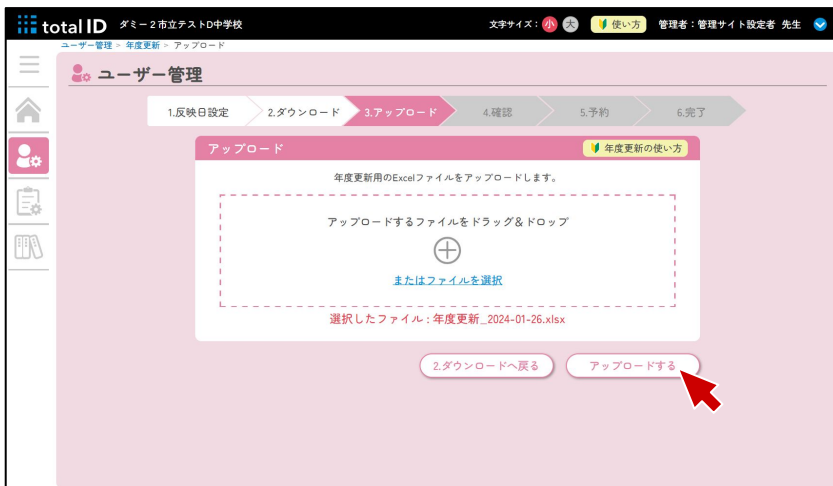 total ID ダミー2市立テストD中学校 文字サイズ：小 大 使い方 管理者：管理サイト設定者 先生
ユーザー管理 > 年度更新 > アップロード
ユーザー管理
1.反映日設定 2.ダウンロード 3.アップロード 4.確認 5.予約 6.完了
アップロード 年度更新の使い方
年度更新用のExcelファイルをアップロードします。
アップロードするファイルをドラッグ＆ドロップ
またはファイルを選択
選択したファイル：年度更新_2024-01-26.xlsx
2.ダウンロードへ戻る アップロードする